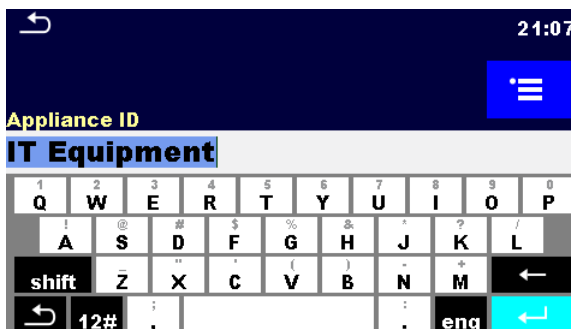 21:07
Appliance ID
IT Equipment
1 2 3 4 5 6 7 8 9 0
Q W E R T Y U I O P
! @ # $ % & * - ? /
A S D F G H J K L
_ " ' ( ) - +
shift Z X C V B N M ←
; :
12# , . eng